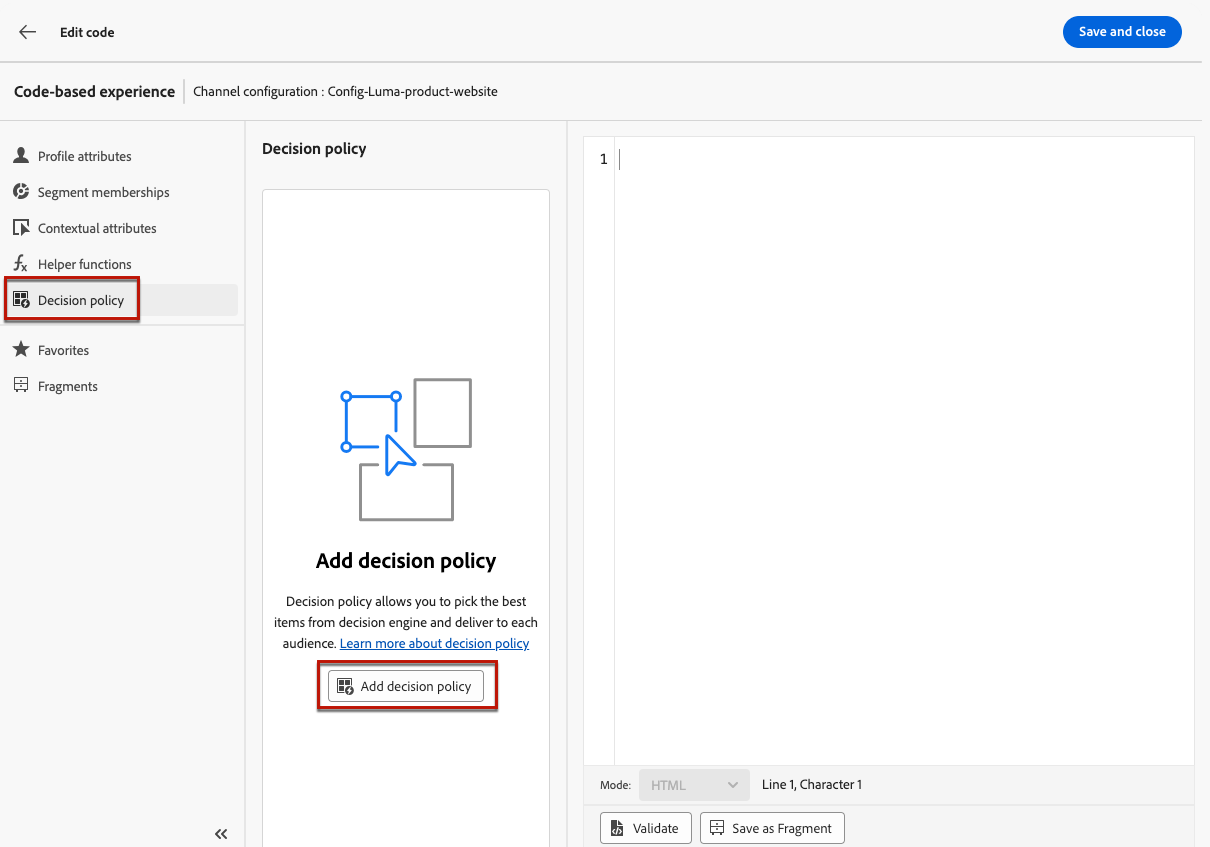 Edit code
Save and close
Code-based experience
Channel configuration : Config-Luma-product-website
Profile attributes
Segment memberships
Contextual attributes
Helper functions
Decision policy
Favorites
Fragments
Decision policy
Add decision policy
Decision policy allows you to pick the best
items from decision engine and deliver to each
audience. Learn more about decision policy
Add decision policy
1
Mode:
HTML
Line 1, Character 1
Validate
Save as Fragment